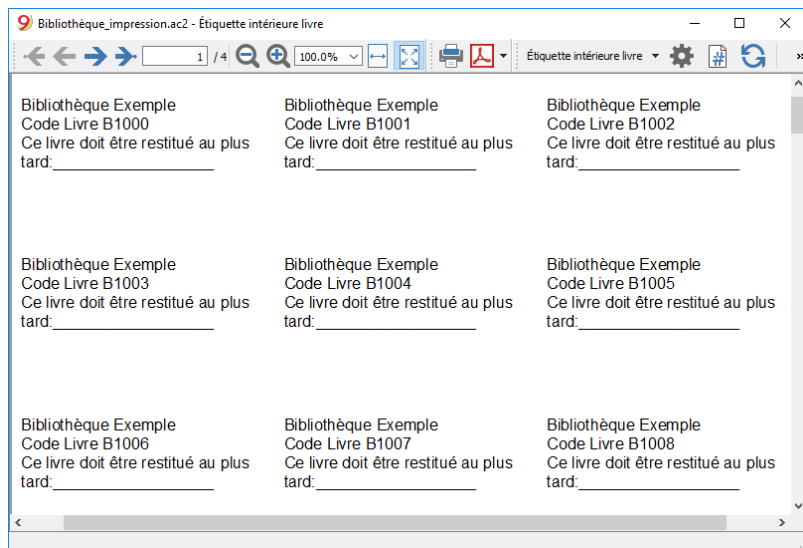 Bibliothèque_impression.ac2 - Étiquette intérieure livre
1 / 4 100.0% Étiquette intérieure livre
Bibliothèque Exemple
Code Livre B1000
Ce livre doit être restitué au plus
tard:___________________
Bibliothèque Exemple
Code Livre B1001
Ce livre doit être restitué au plus
tard:___________________
Bibliothèque Exemple
Code Livre B1002
Ce livre doit être restitué au plus
tard:___________________
Bibliothèque Exemple
Code Livre B1003
Ce livre doit être restitué au plus
tard:___________________
Bibliothèque Exemple
Code Livre B1004
Ce livre doit être restitué au plus
tard:___________________
Bibliothèque Exemple
Code Livre B1005
Ce livre doit être restitué au plus
tard:___________________
Bibliothèque Exemple
Code Livre B1006
Ce livre doit être restitué au plus
tard:___________________
Bibliothèque Exemple
Code Livre B1007
Ce livre doit être restitué au plus
tard:___________________
Bibliothèque Exemple
Code Livre B1008
Ce livre doit être restitué au plus
tard:___________________